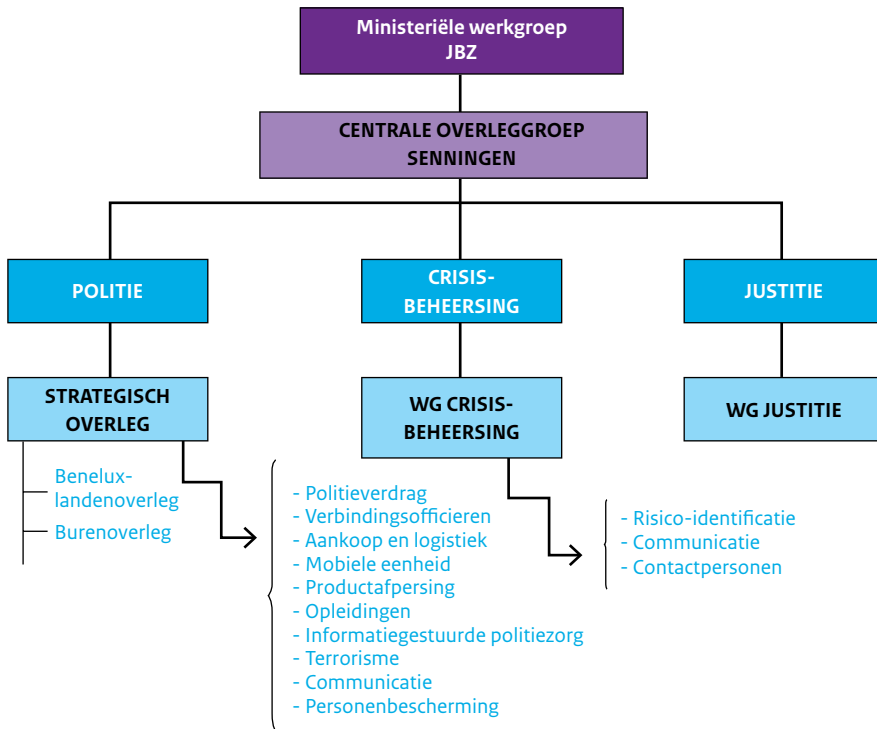 Ministeriële werkgroep
JBZ
CENTRALE OVERLEGGROEP
SENNINGEN
POLITIE
CRISIS-
BEHEERSING
JUSTITIE
STRATEGISCH
OVERLEG
WG CRISIS-
BEHEERSING
WG JUSTITIE
Benelux-
landenoverleg
Burenoverleg
- Politieverdrag
- Verbindingsofficieren
- Aankoop en logistiek
- Mobiele eenheid
- Productafpersing
- Opleidingen
- Informatiegestuurde politiezorg
- Terrorisme
- Communicatie
- Personenbescherming
- Risico-identificatie
- Communicatie
- Contactpersonen